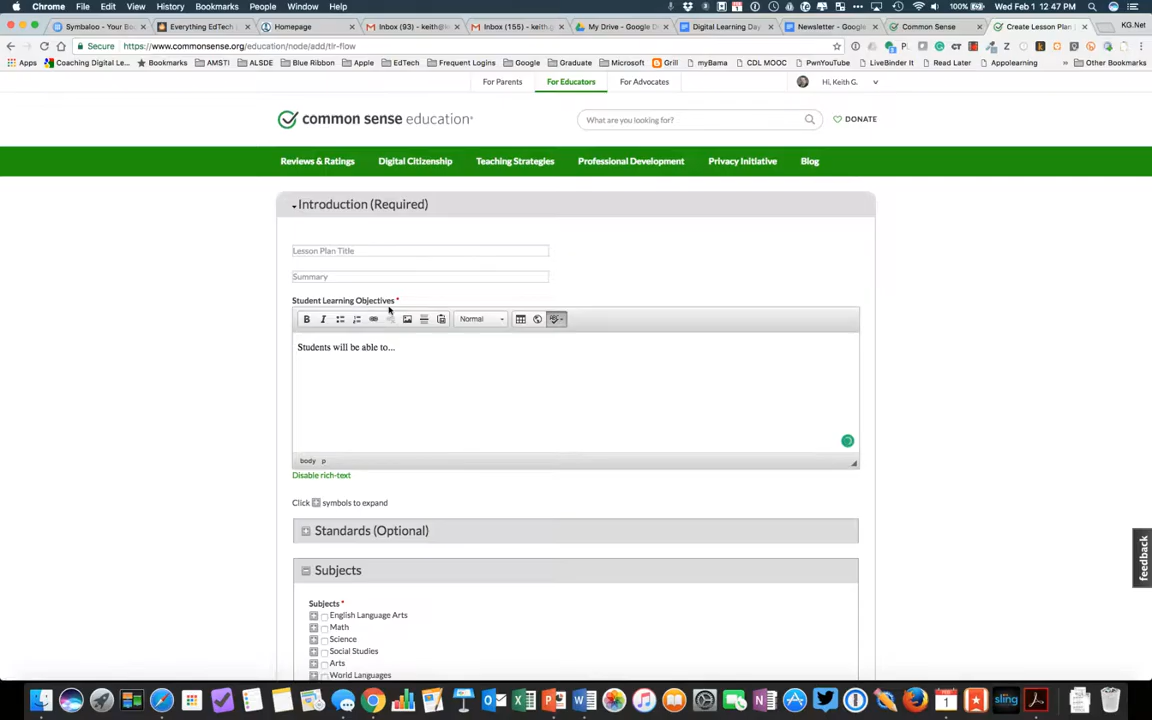 Chrome File Edit View History Bookmarks People Window Help 100% Wed Feb 1 12:47 PM
Symbaloo - Your Bo Everything EdTech Homepage Gmail Inbox (93) - keith@ Inbox (155) - keith.g My Drive - Google D Digital Learning Day Newsletter - Google Common Sense Create Lesson Plan KG.Net
Secure https://www.commonsense.org/education/node/add/tlr-flow
Apps Coaching Digital Le... Bookmarks AMSTI ALSDE Blue Ribbon Apple EdTech Frequent Logins Google Graduate Microsoft Grill myBama CDL MOOC PwnYouTube LiveBinder It Read Later Appolearning » Other Bookmarks
For Parents For Educators For Advocates Hi, Keith G.
common sense education® What are you looking for? DONATE
Reviews & Ratings Digital Citizenship Teaching Strategies Professional Development Privacy Initiative Blog
Introduction (Required)
Lesson Plan Title
Summary
Student Learning Objectives *
B I Normal
Students will be able to...
body p
Disable rich-text
Click symbols to expand
Standards (Optional)
feedback
Subjects
Subjects *
English Language Arts
Math
Science
Social Studies
Arts
World Languages
sling